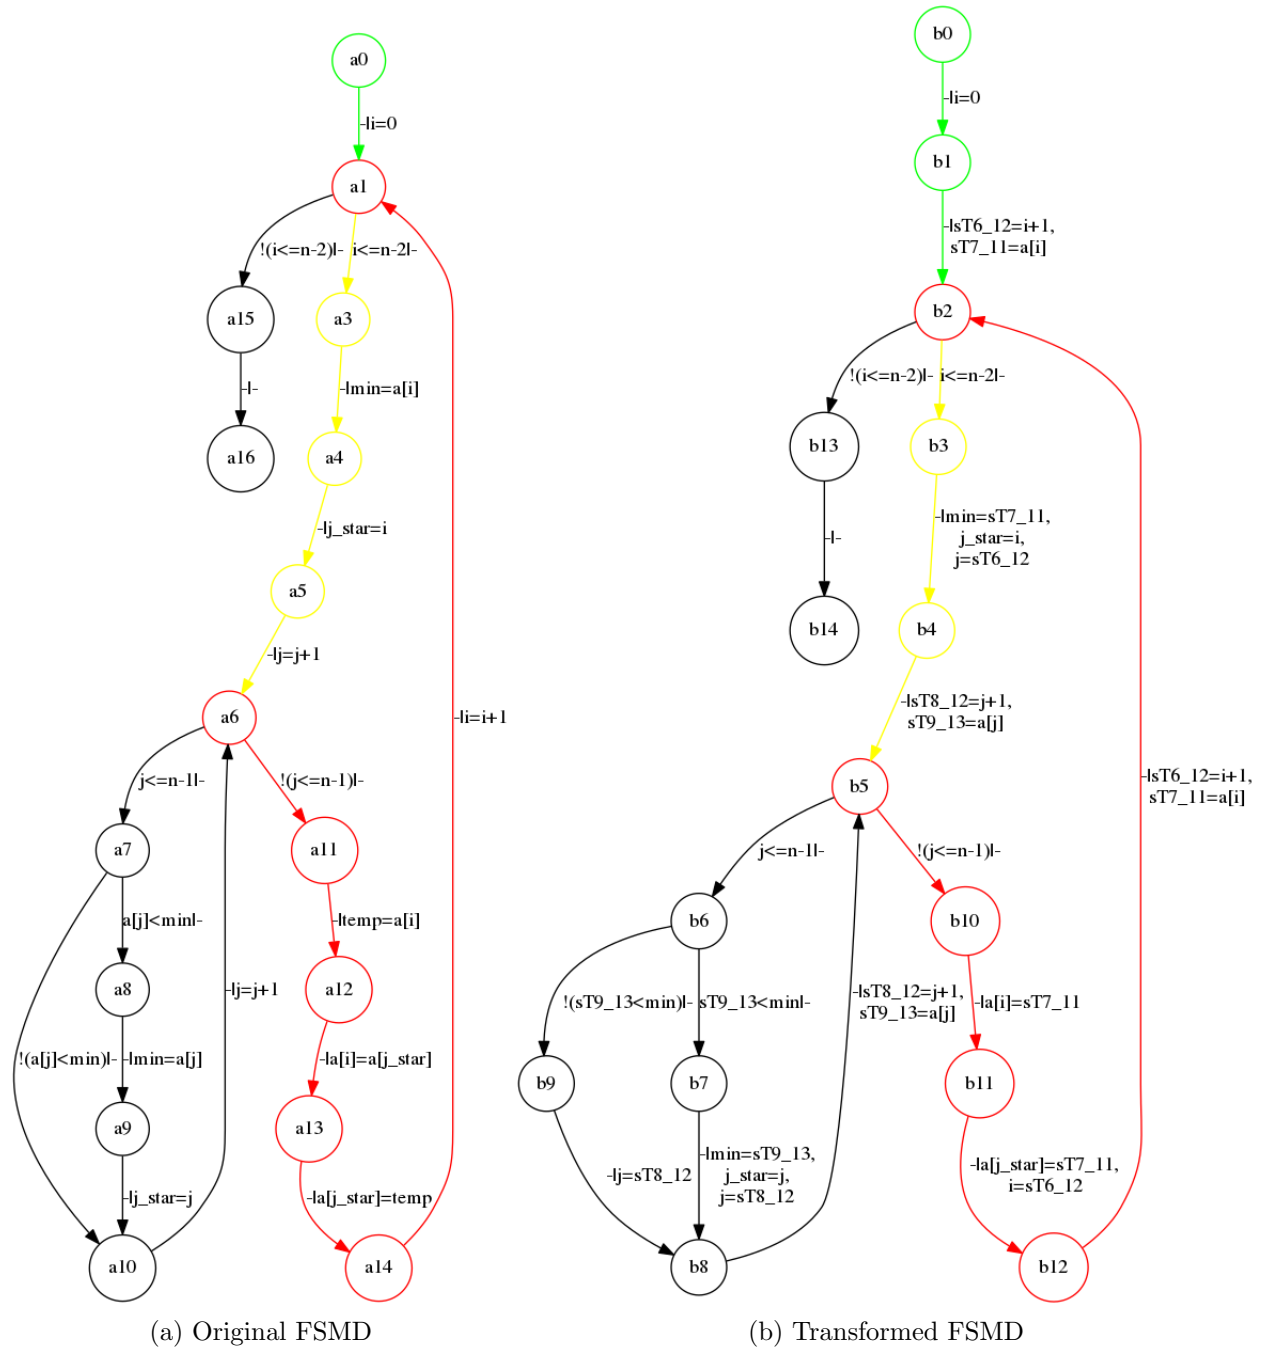 a0
-|i=0
a1
!(i<=n-2)|-
i<=n-2|-
a15
a3
-|-
-|min=a[i]
a16
a4
-|j_star=i
a5
-|j=j+1
a6
-|i=i+1
j<=n-1|-
!(j<=n-1)|-
a7
a11
a[j]<min|-
-|temp=a[i]
a8
a12
-|j=j+1
!(a[j]<min)|-
-|min=a[j]
-|a[i]=a[j_star]
a9
a13
-|j_star=j
-|a[j_star]=temp
a10
a14
(a) Original FSMD
b0
-|i=0
b1
-|sT6_12=i+1,
sT7_11=a[i]
b2
!(i<=n-2)|-
i<=n-2|-
b13
b3
-|-
-|min=sT7_11,
j_star=i,
j=sT6_12
b14
b4
-|sT8_12=j+1,
sT9_13=a[j]
b5
-|sT6_12=i+1,
sT7_11=a[i]
j<=n-1|-
!(j<=n-1)|-
b6
b10
!(sT9_13<min)|-
sT9_13<min|-
-|sT8_12=j+1,
sT9_13=a[j]
-|a[i]=sT7_11
b9
b7
b11
-|j=sT8_12
-|min=sT9_13,
j_star=j,
j=sT8_12
-|a[j_star]=sT7_11,
i=sT6_12
b8
b12
(b) Transformed FSMD